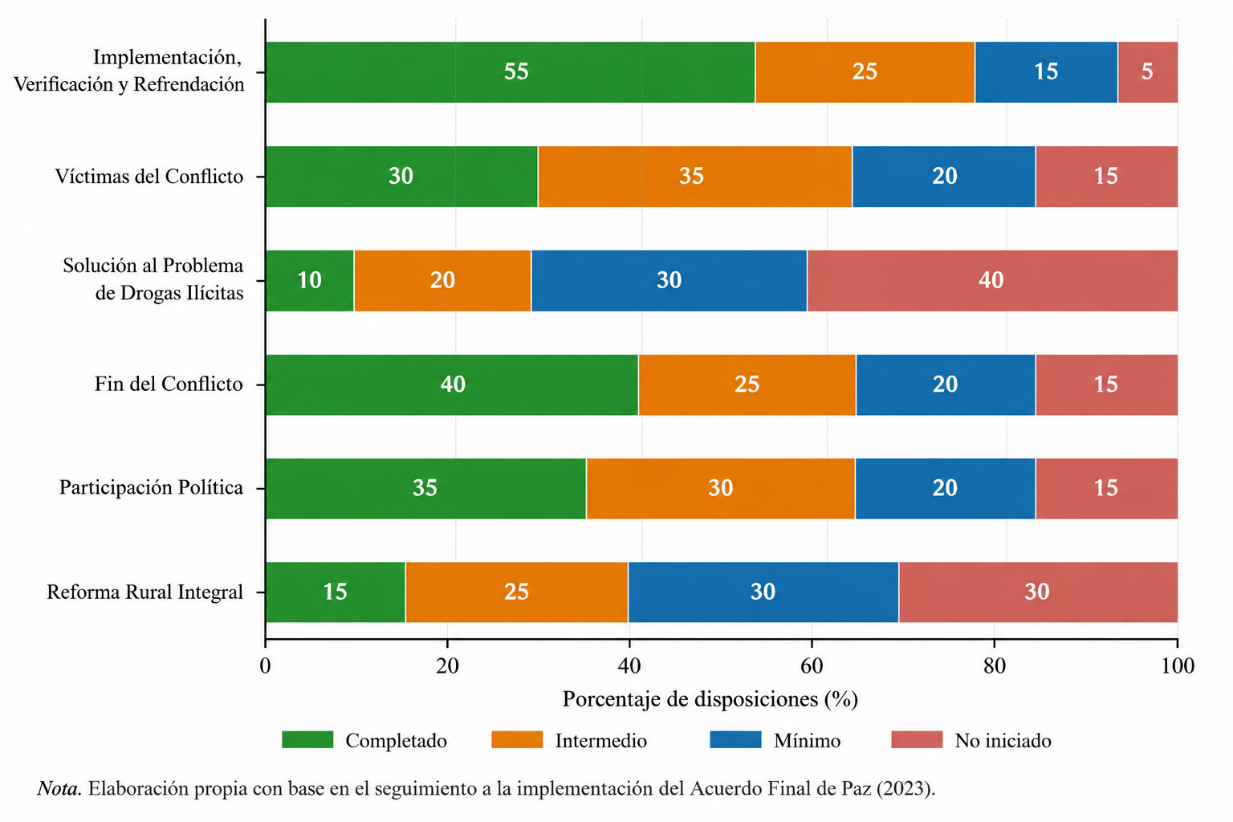 Implementación,
Verificación y Refrendación
55 25 15 5
Víctimas del Conflicto
30 35 20 15
Solución al Problema
de Drogas Ilícitas
10 20 30 40
Fin del Conflicto
40 25 20 15
Participación Política
35 30 20 15
Reforma Rural Integral
15 25 30 30
0 20 40 60 80 100
Porcentaje de disposiciones (%)
Completado Intermedio Mínimo No iniciado
Nota. Elaboración propia con base en el seguimiento a la implementación del Acuerdo Final de Paz (2023).